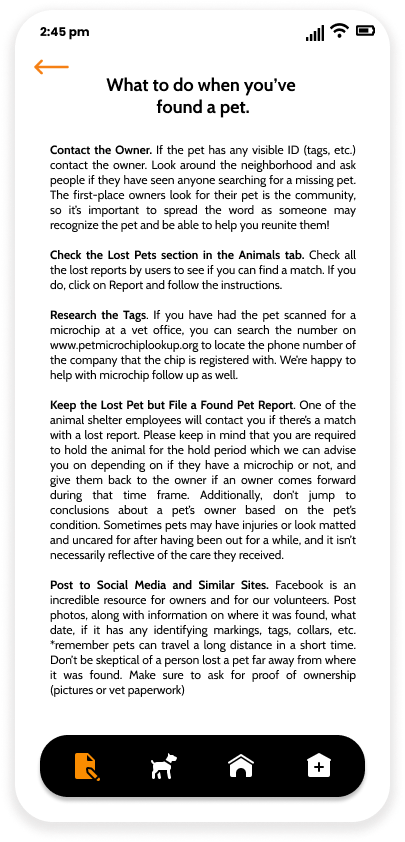 2:45 pm
What to do when you've
found a pet.
Contact the Owner. If the pet has any visible ID (tags, etc.)
contact the owner. Look around the neighborhood and ask
people if they have seen anyone searching for a missing pet.
The first-place owners look for their pet is the community,
so it's important to spread the word as someone may
recognize the pet and be able to help you reunite them!
Check the Lost Pets section in the Animals tab. Check all
the lost reports by users to see if you can find a match. If you
do, click on Report and follow the instructions.
Research the Tags. If you have had the pet scanned for a
microchip at a vet office, you can search the number on
www.petmicrochiplookup.org to locate the phone number of
the company that the chip is registered with. We're happy to
help with microchip follow up as well.
Keep the Lost Pet but File a Found Pet Report. One of the
animal shelter employees will contact you if there's a match
with a lost report. Please keep in mind that you are required
to hold the animal for the hold period which we can advise
you on depending on if they have a microchip or not, and
give them back to the owner if an owner comes forward
during that time frame. Additionally, don't jump to
conclusions about a pet's owner based on the pet's
condition. Sometimes pets may have injuries or look matted
and uncared for after having been out for a while, and it isn't
necessarily reflective of the care they received.
Post to Social Media and Similar Sites. Facebook is an
incredible resource for owners and for our volunteers. Post
photos, along with information on where it was found, what
date, if it has any identifying markings, tags, collars, etc.
*remember pets can travel a long distance in a short time.
Don't be skeptical of a person lost a pet far away from where
it was found. Make sure to ask for proof of ownership
(pictures or vet paperwork)